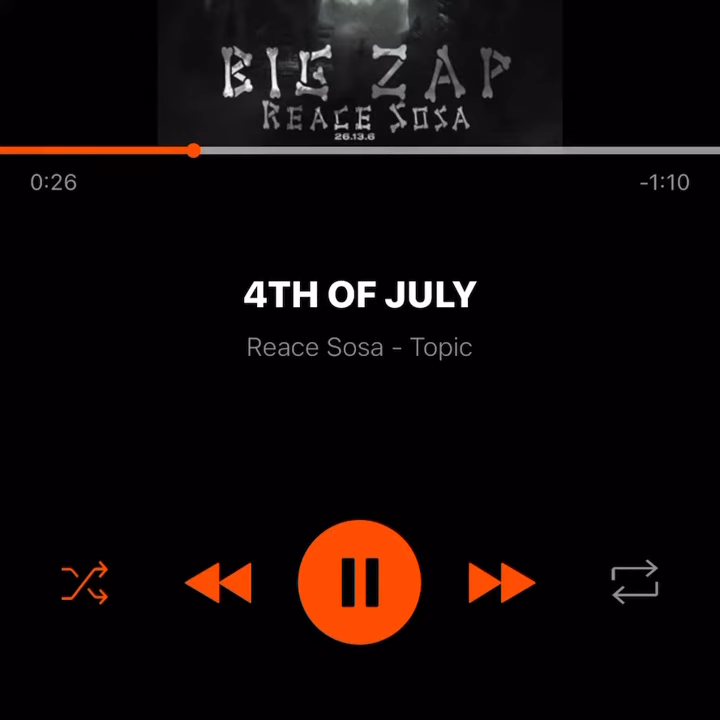 BIG ZAP
REACE SOSA
26.13.6
0:26
-1:10
4TH OF JULY
Reace Sosa - Topic